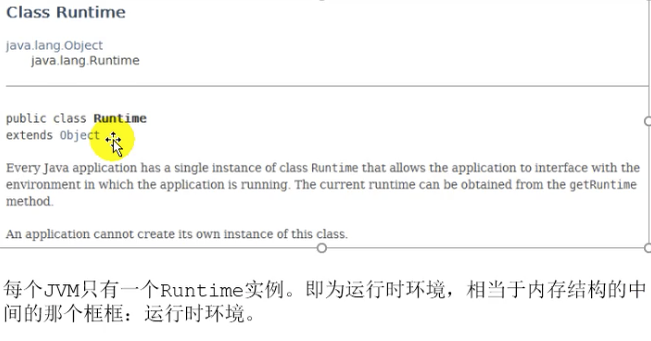 Class Runtime
java.lang.Object
java.lang.Runtime
public class Runtime
extends Object
Every Java application has a single instance of class Runtime that allows the application to interface with the
environment in which the application is running. The current runtime can be obtained from the getRuntime
method.
An application cannot create its own instance of this class.
每个JVM只有一个Runtime实例。即为运行时环境，相当于内存结构的中
间的那个框框：运行时环境。